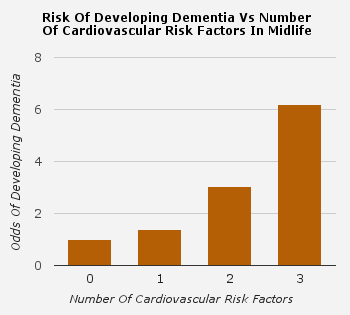 Risk Of Developing Dementia Vs Number
Of Cardiovascular Risk Factors In Midlife
Odds Of Developing Dementia
8
6
4
2
0
0 1 2 3
Number Of Cardiovascular Risk Factors